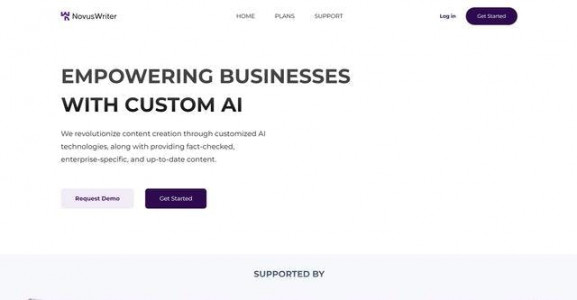 NovusWriter HOME PLANS SUPPORT Log in Get Started
EMPOWERING BUSINESSES
WITH CUSTOM AI
We revolutionize content creation through customized AI
technologies, along with providing fact-checked,
enterprise-specific, and up-to-date content.
Request Demo Get Started
SUPPORTED BY